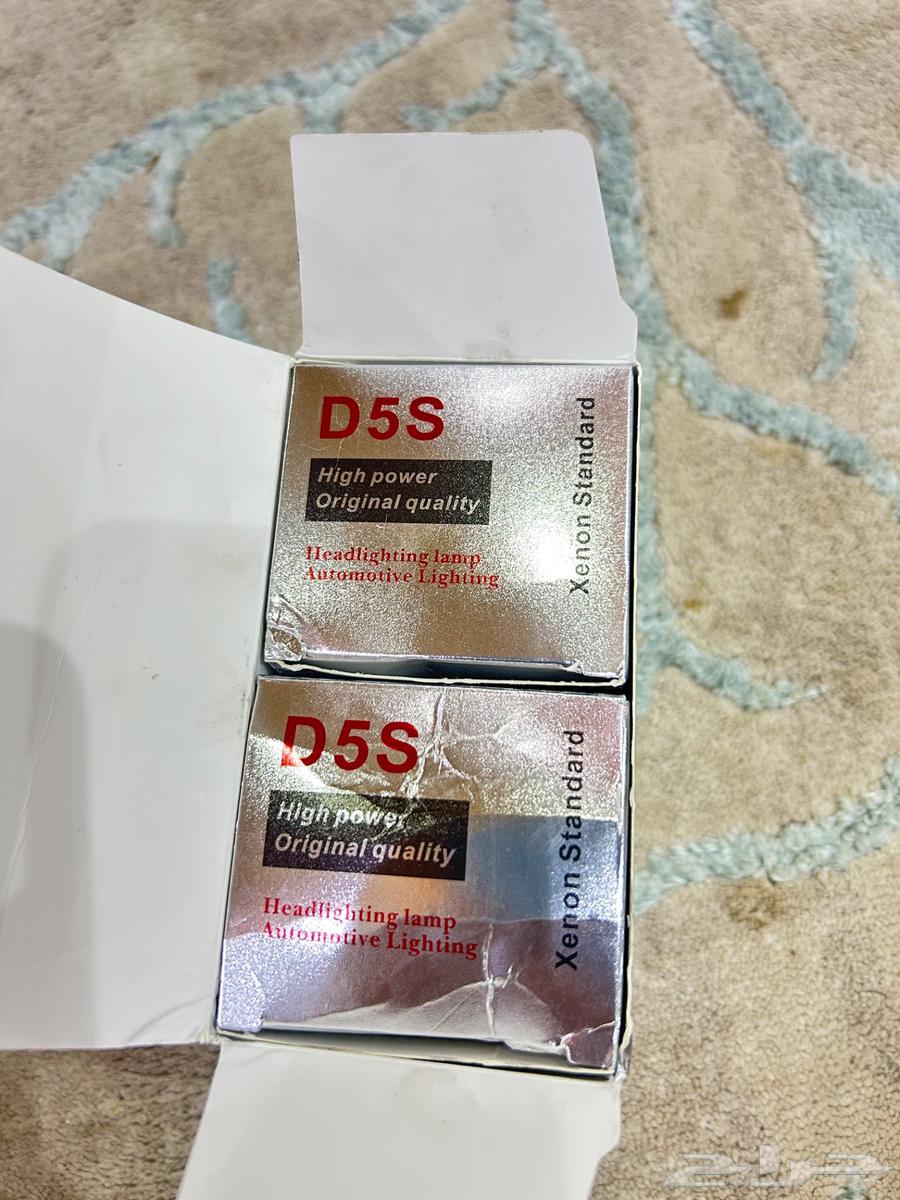 D5S
High power
Original quality
Headlighting lamp
Automotive Lighting
Xenon Standard
D5S
High power
Original quality
Headlighting lamp
Automotive Lighting
Xenon Standard
حراج